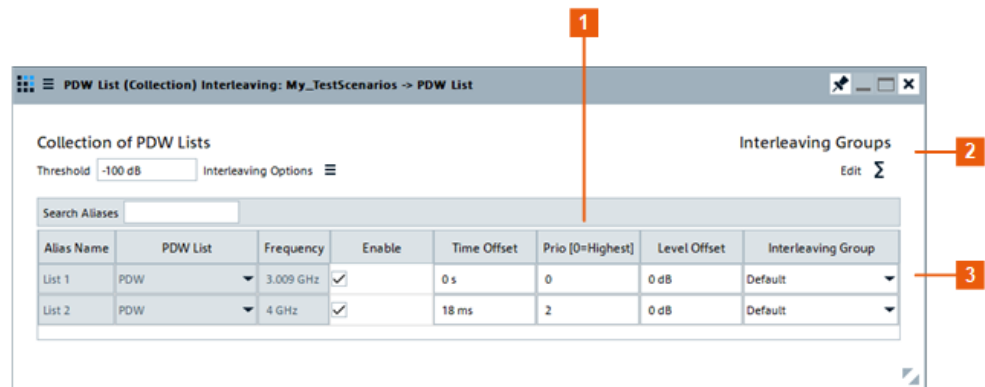 1
PDW List (Collection) Interleaving: My_TestScenarios -> PDW List
Collection of PDW Lists
Interleaving Groups
2
Threshold -100 dB Interleaving Options
Edit Σ
Search Aliases
Alias Name PDW List Frequency Enable Time Offset Prio [0=Highest] Level Offset Interleaving Group
List 1 PDW 3.009 GHz 0 s 0 0 dB Default
3
List 2 PDW 4 GHz 18 ms 2 0 dB Default